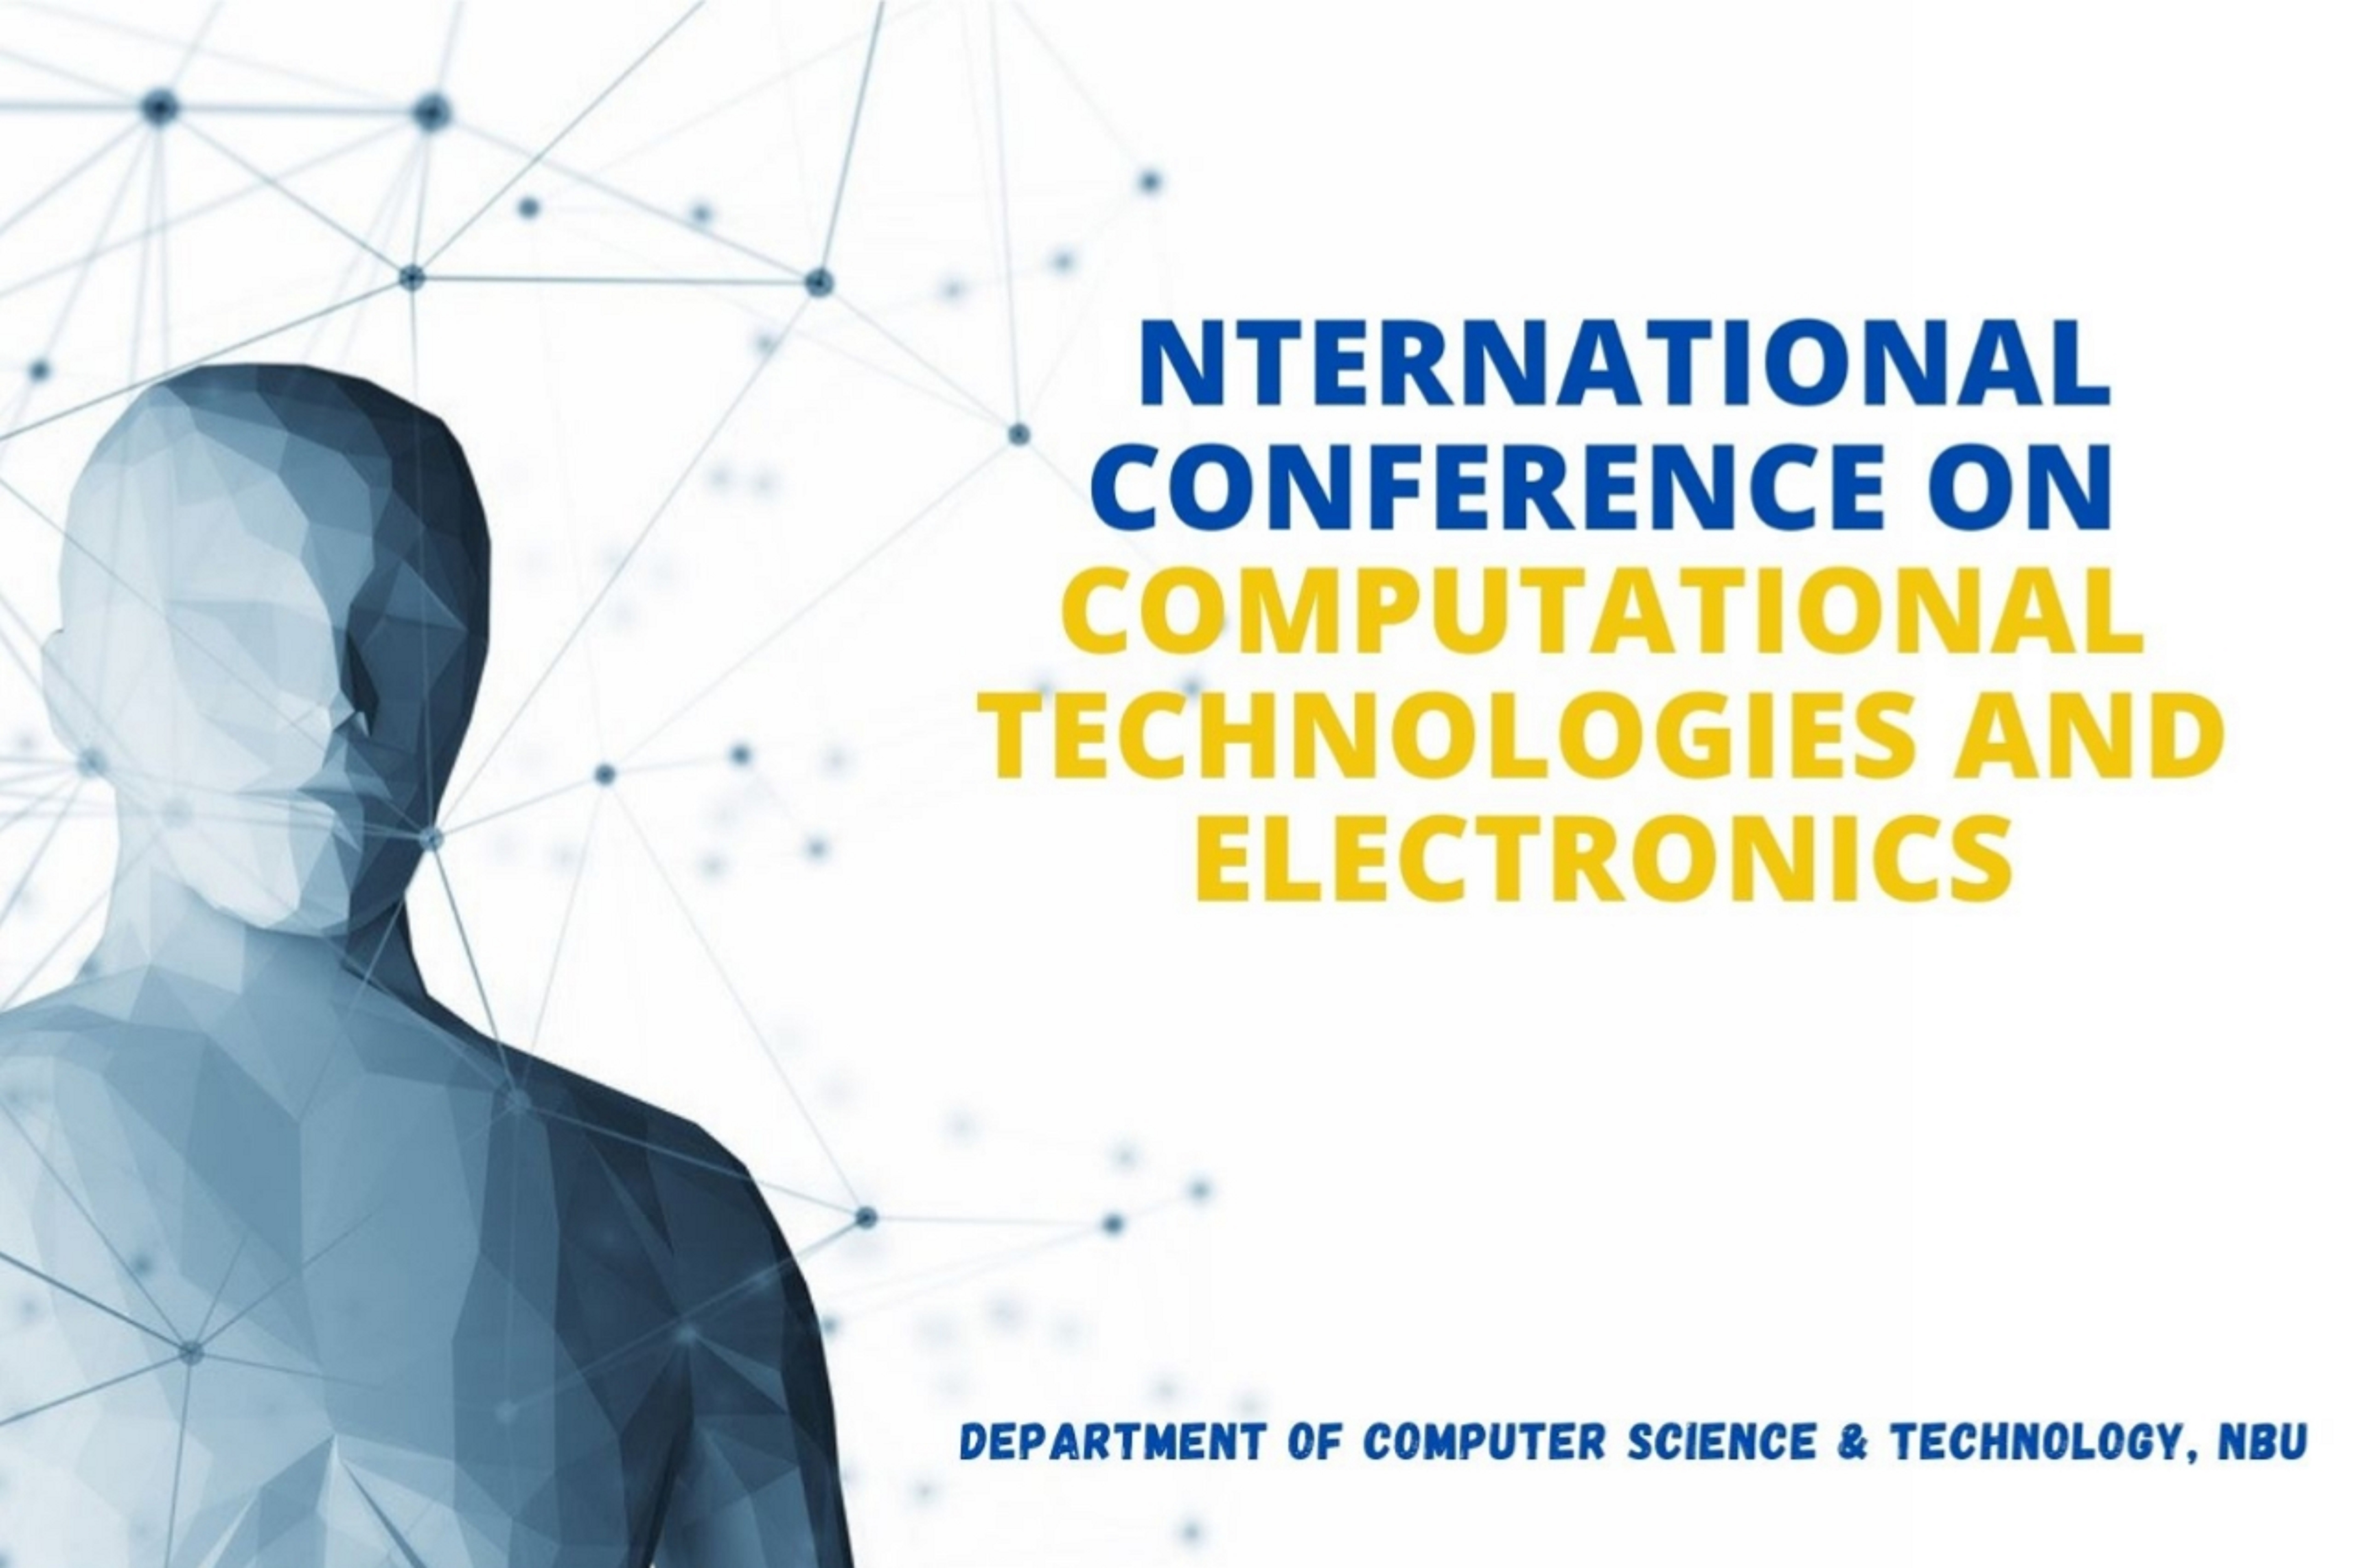 NTERNATIONAL
CONFERENCE ON
COMPUTATIONAL
TECHNOLOGIES AND
ELECTRONICS
DEPARTMENT OF COMPUTER SCIENCE & TECHNOLOGY, NBU